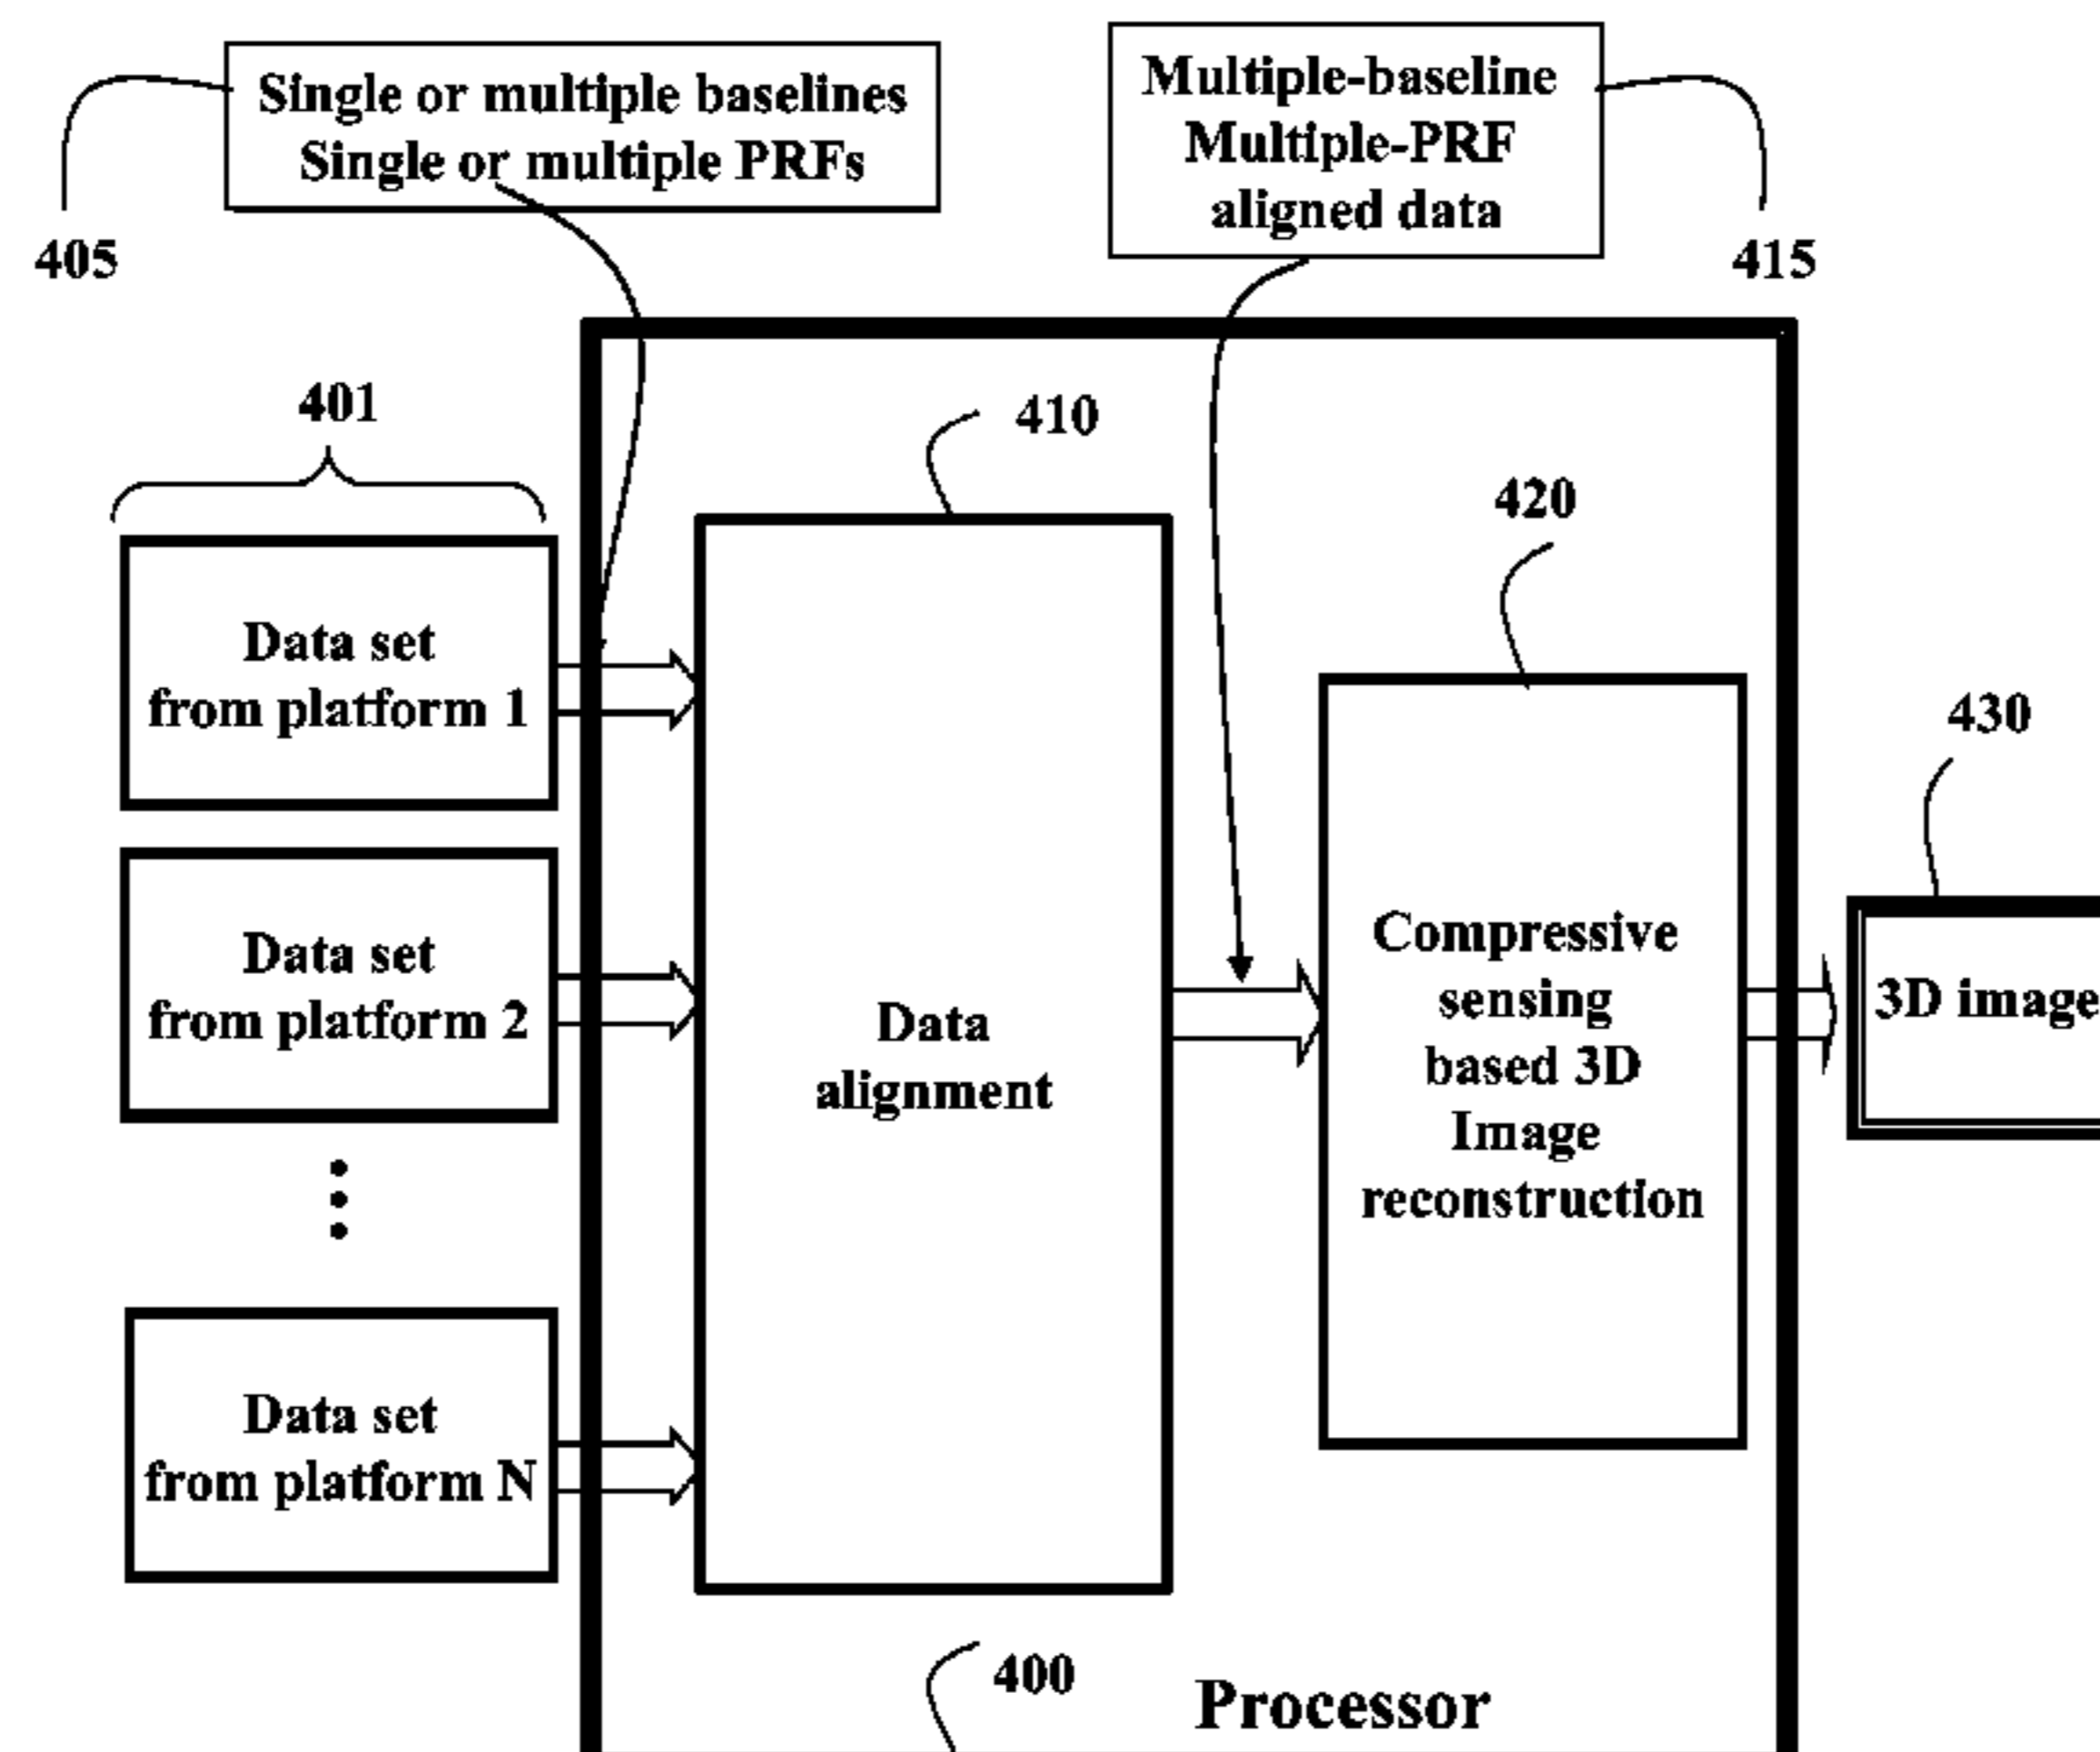 Single or multiple baselines
Single or multiple PRFs
405
Multiple-baseline
Multiple-PRF
aligned data
415
401
410
420
430
Data set
from platform 1
Data set
from platform 2
Data set
from platform N
Data
alignment
Compressive
sensing
based 3D
Image
reconstruction
3D image
400
Processor